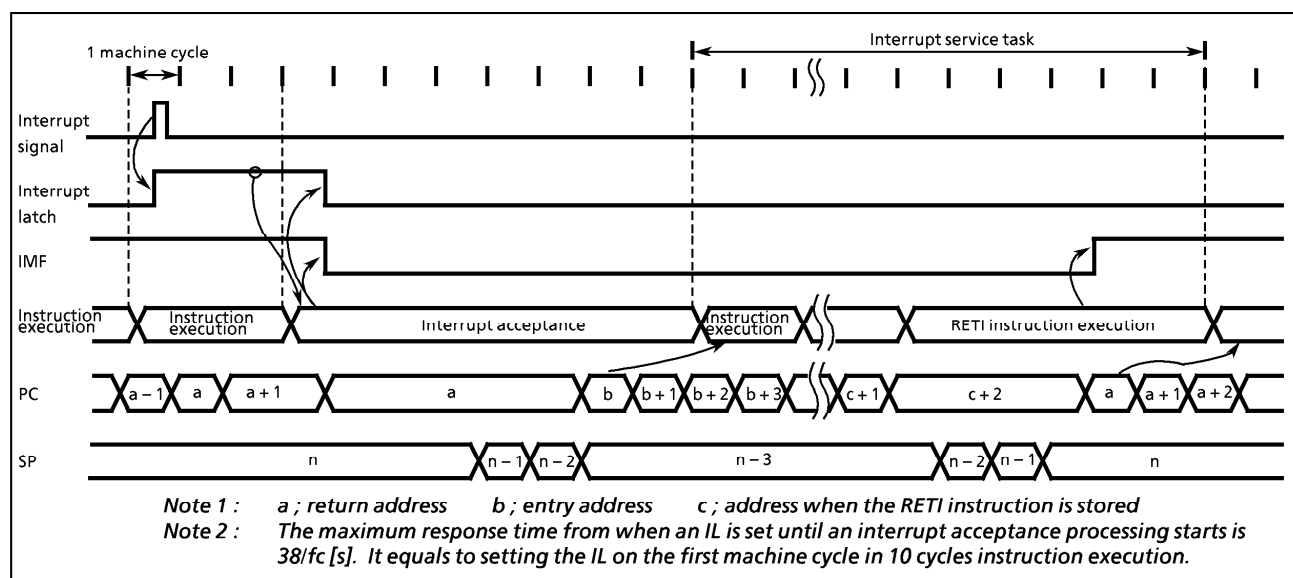 Interrupt service task
1 machine cycle
Interrupt
signal
Interrupt
latch
IMF
Instruction
execution
Instruction
execution
Interrupt acceptance
Instruction
execution
RETI instruction execution
PC
a – 1
a
a + 1
a
b
b + 1
b + 2
b + 3
c + 1
c + 2
a
a + 1
a + 2
SP
n
n – 1
n – 2
n – 3
n – 2
n – 1
n
Note 1 : a ; return address b ; entry address c ; address when the RETI instruction is stored
Note 2 : The maximum response time from when an IL is set until an interrupt acceptance processing starts is
38/fc [s]. It equals to setting the IL on the first machine cycle in 10 cycles instruction execution.